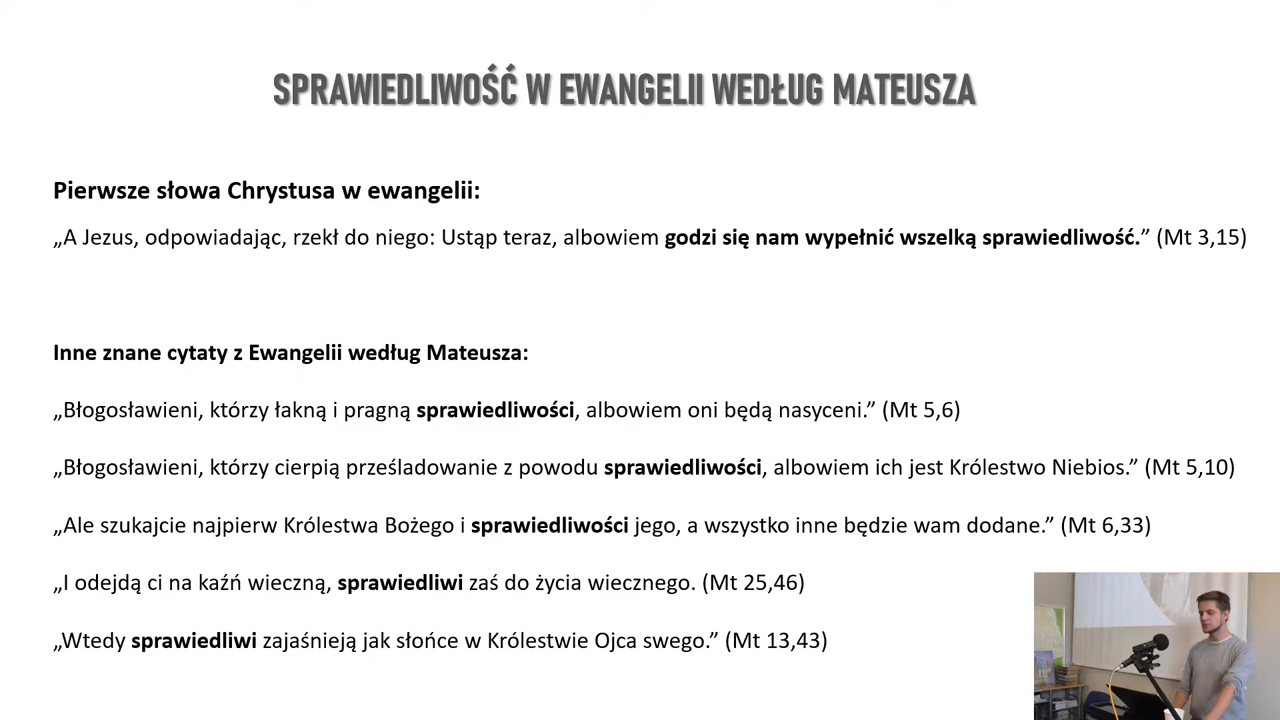 SPRAWIEDLIWOŚĆ W EWANGELII WEDŁUG MATEUSZA
Pierwsze słowa Chrystusa w ewangelii:
„A Jezus, odpowiadając, rzekł do niego: Ustąp teraz, albowiem godzi się nam wypełnić wszelką sprawiedliwość.” (Mt 3,15)
Inne znane cytaty z Ewangelii według Mateusza:
„Błogosławieni, którzy łakną i pragną sprawiedliwości, albowiem oni będą nasyceni.” (Mt 5,6)
„Błogosławieni, którzy cierpią prześladowanie z powodu sprawiedliwości, albowiem ich jest Królestwo Niebios.” (Mt 5,10)
„Ale szukajcie najpierw Królestwa Bożego i sprawiedliwości jego, a wszystko inne będzie wam dodane.” (Mt 6,33)
„I odejdą ci na kaźń wieczną, sprawiedliwi zaś do życia wiecznego. (Mt 25,46)
„Wtedy sprawiedliwi zajaśnieją jak słońce w Królestwie Ojca swego.” (Mt 13,43)